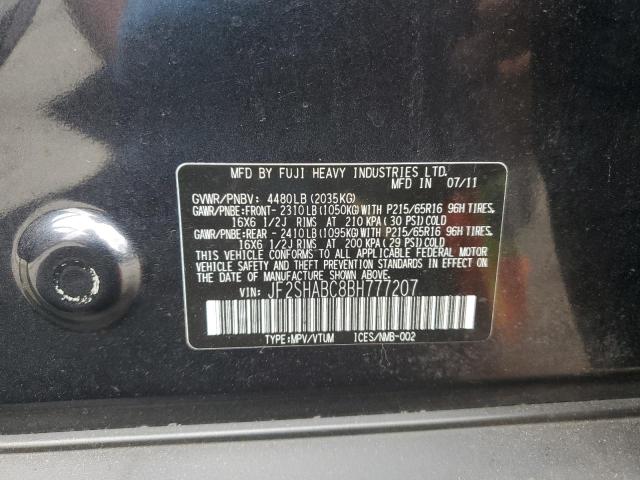 MFD BY FUJI HEAVY INDUSTRIES LTD.
MFD IN 07/11
GVWR/PNBV: 4480LB (2035KG)
GAWR/PNBE:FRONT- 2310LB (1050KG) WITH P215/65R16 96H TIRES,
16X6 1/2J RIMS AT 210 KPA (30 PSI) COLD
GAWR/PNBE:REAR - 2410LB (1095KG) WITH P215/65R16 96H TIRES,
16X6 1/2J RIMS AT 200 KPA (29 PSI) COLD
THIS VEHICLE CONFORMS TO ALL APPLICABLE FEDERAL MOTOR
VEHICLE SAFETY AND THEFT PREVENTION STANDARDS IN EFFECT ON
THE DATE OF MANUFACTURE SHOWN ABOVE.
VIN: JF2SHABC8BH777207
TYPE:MPV/VTUM ICES/NMB-002